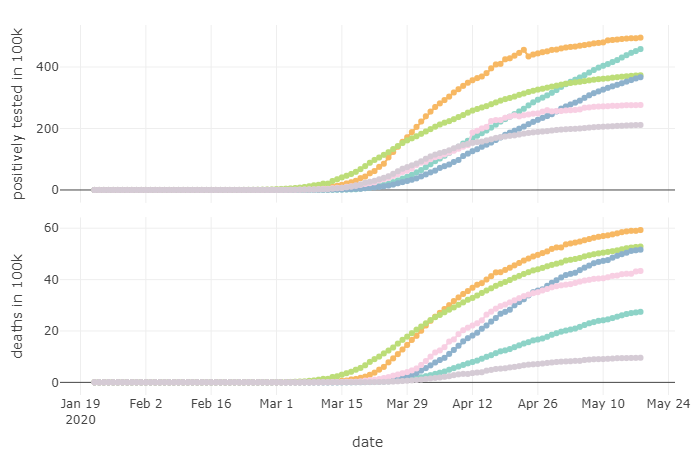 positively tested in 100k
400
200
0
deaths in 100k
60
40
20
0
Jan 19 Feb 2 Feb 16 Mar 1 Mar 15 Mar 29 Apr 12 Apr 26 May 10 May 24
2020
date